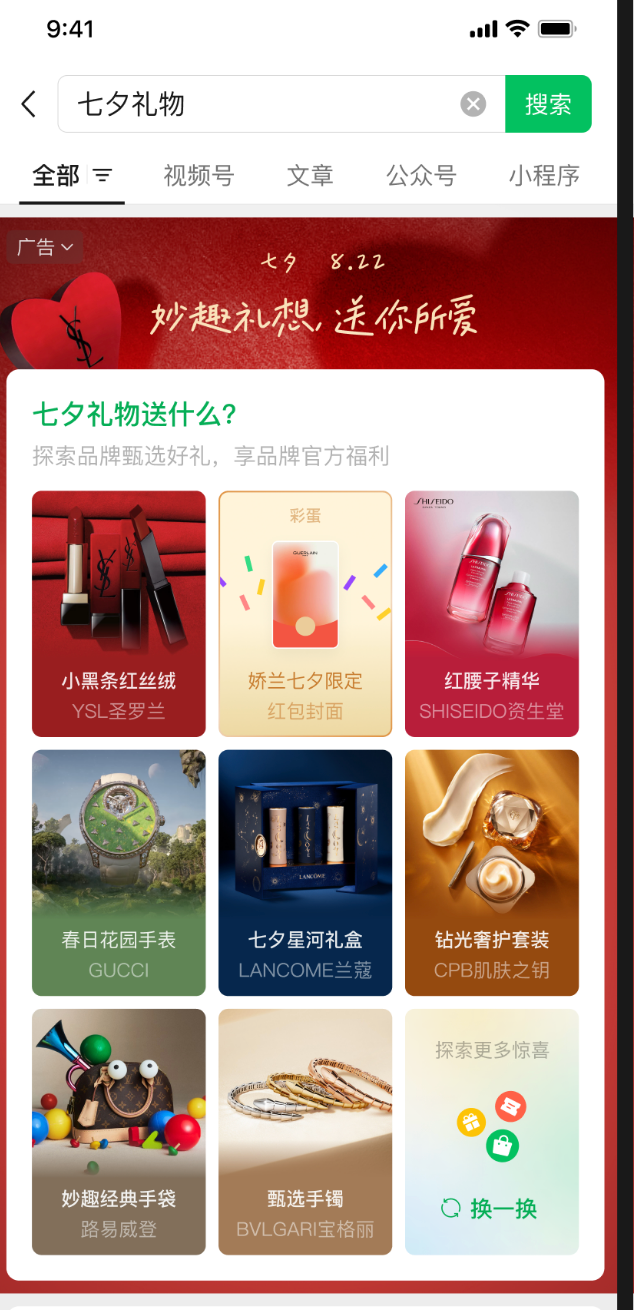 9:41
七夕礼物
搜索
全部
视频号
文章
公众号
小程序
广告
七夕 8.22
妙趣礼想,送你所爱
七夕礼物送什么?
探索品牌甄选好礼，享品牌官方福利
小黑条红丝绒
YSL圣罗兰
彩蛋
GUERLAIN
娇兰七夕限定
红包封面
SHISEIDO
红腰子精华
SHISEIDO资生堂
春日花园手表
GUCCI
LANCOME
七夕星河礼盒
LANCOME兰蔻
钻光奢护套装
CPB肌肤之钥
妙趣经典手袋
路易威登
甄选手镯
BVLGARI宝格丽
探索更多惊喜
换一换